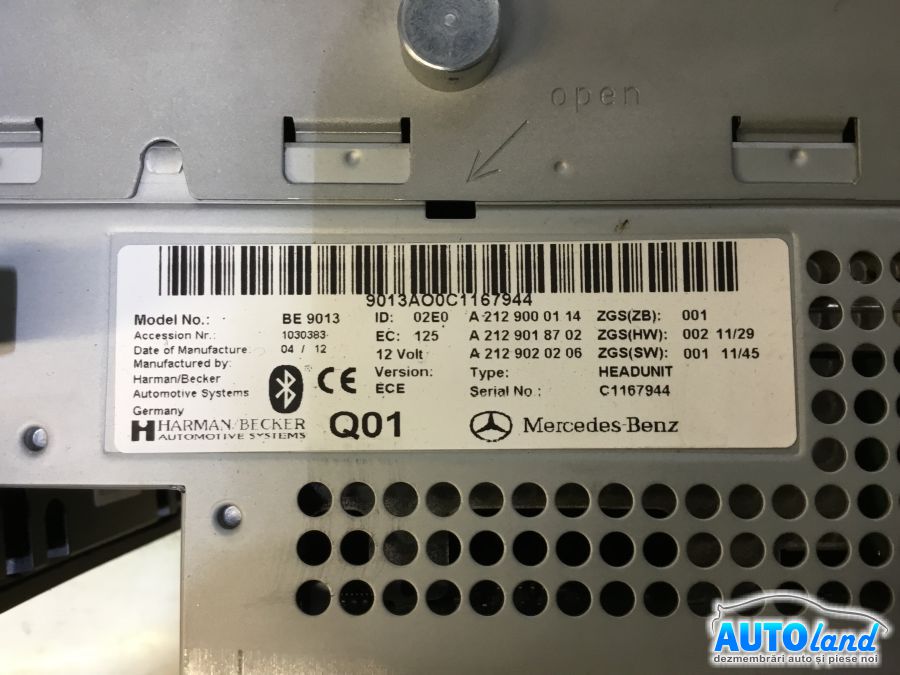 open
9013AO0C1167944
Model No.: BE 9013 ID: 02E0 A 212 900 01 14 ZGS(ZB): 001
Accession Nr.: 1030383 EC: 125 A 212 901 87 02 ZGS(HW): 002 11/29
Date of Manufacture: 04 / 12 12 Volt A 212 902 02 06 ZGS(SW): 001 11/45
Manufactured by: Version: Type: HEADUNIT
Harman/Becker ECE Serial No.: C1167944
Automotive Systems CE
Germany
HARMAN/BECKER Q01 Mercedes-Benz
AUTOMOTIVE SYSTEMS
AUTOland
dezmembrări auto și piese noi